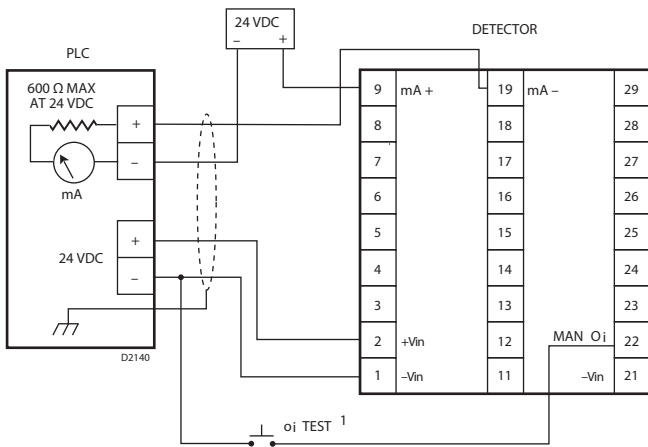 24 VDC
– +
DETECTOR
PLC
600 Ω MAX
AT 24 VDC
+
–
mA
24 VDC
+
–
D2140
9 mA + 19 mA – 29
8 18 28
7 17 27
6 16 26
5 15 25
4 14 24
3 13 23
2 +Vin 12 MAN Oi 22
1 –Vin 11 –Vin 21
oi TEST 1